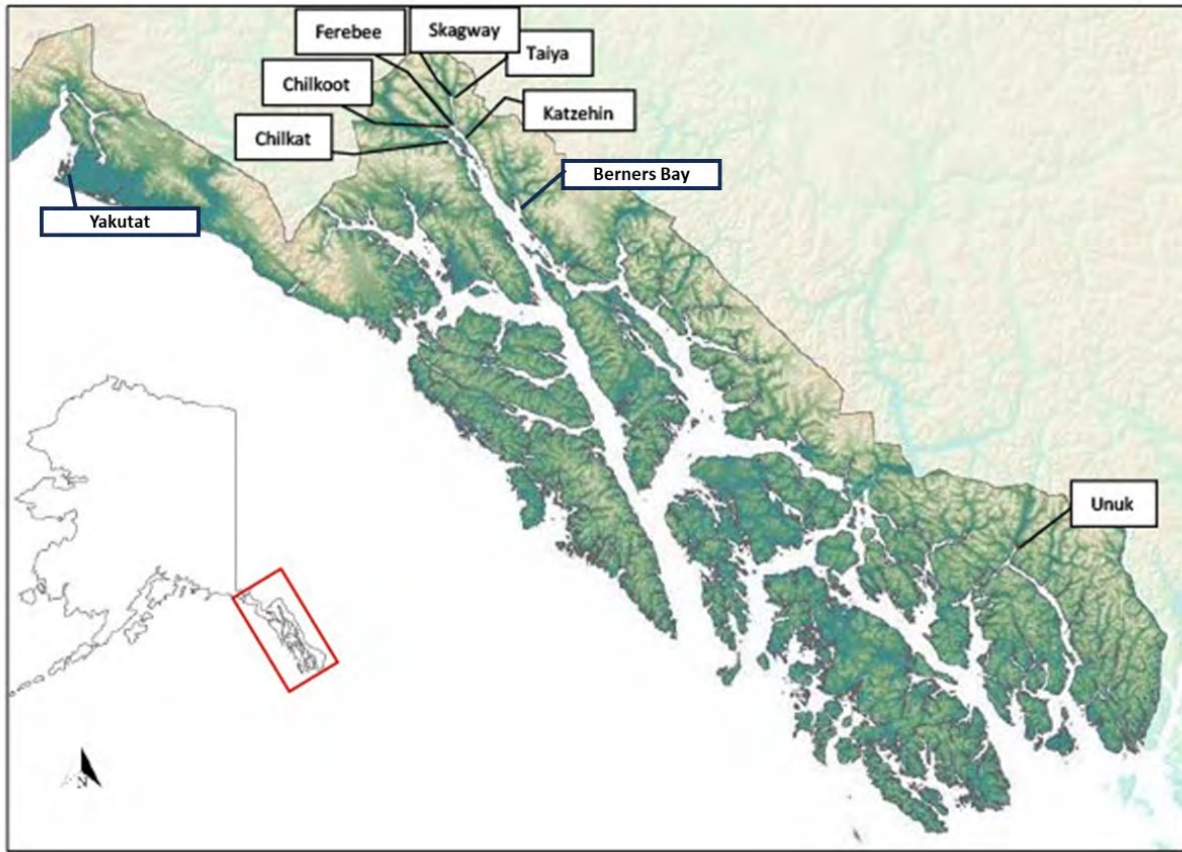 Ferebee
Skagway
Taiya
Chilkoot
Katzehin
Chilkat
Berners Bay
Yakutat
Unuk
N